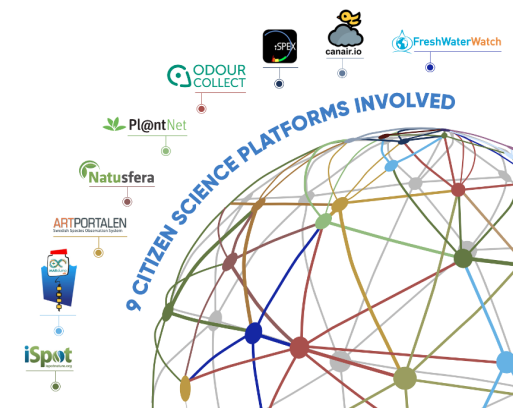 9 CITIZEN SCIENCE PLATFORMS INVOLVED
FreshWaterWatch
canair.io
iSPEX
ODOUR
COLLECT
Pl@ntNet
Natusfera
ARTPORTALEN
Swedish Species Observation System
iSpot